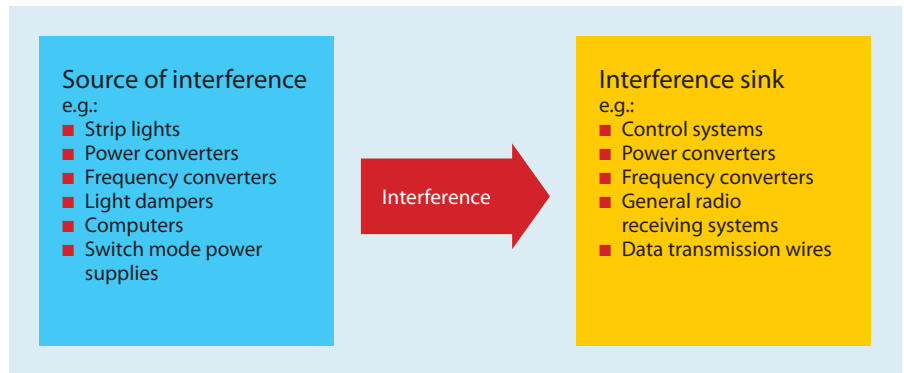 Source of interference
e.g.:
Strip lights
Power converters
Frequency converters
Light dampers
Computers
Switch mode power
supplies
Interference
Interference sink
e.g.:
Control systems
Power converters
Frequency converters
General radio
receiving systems
Data transmission wires